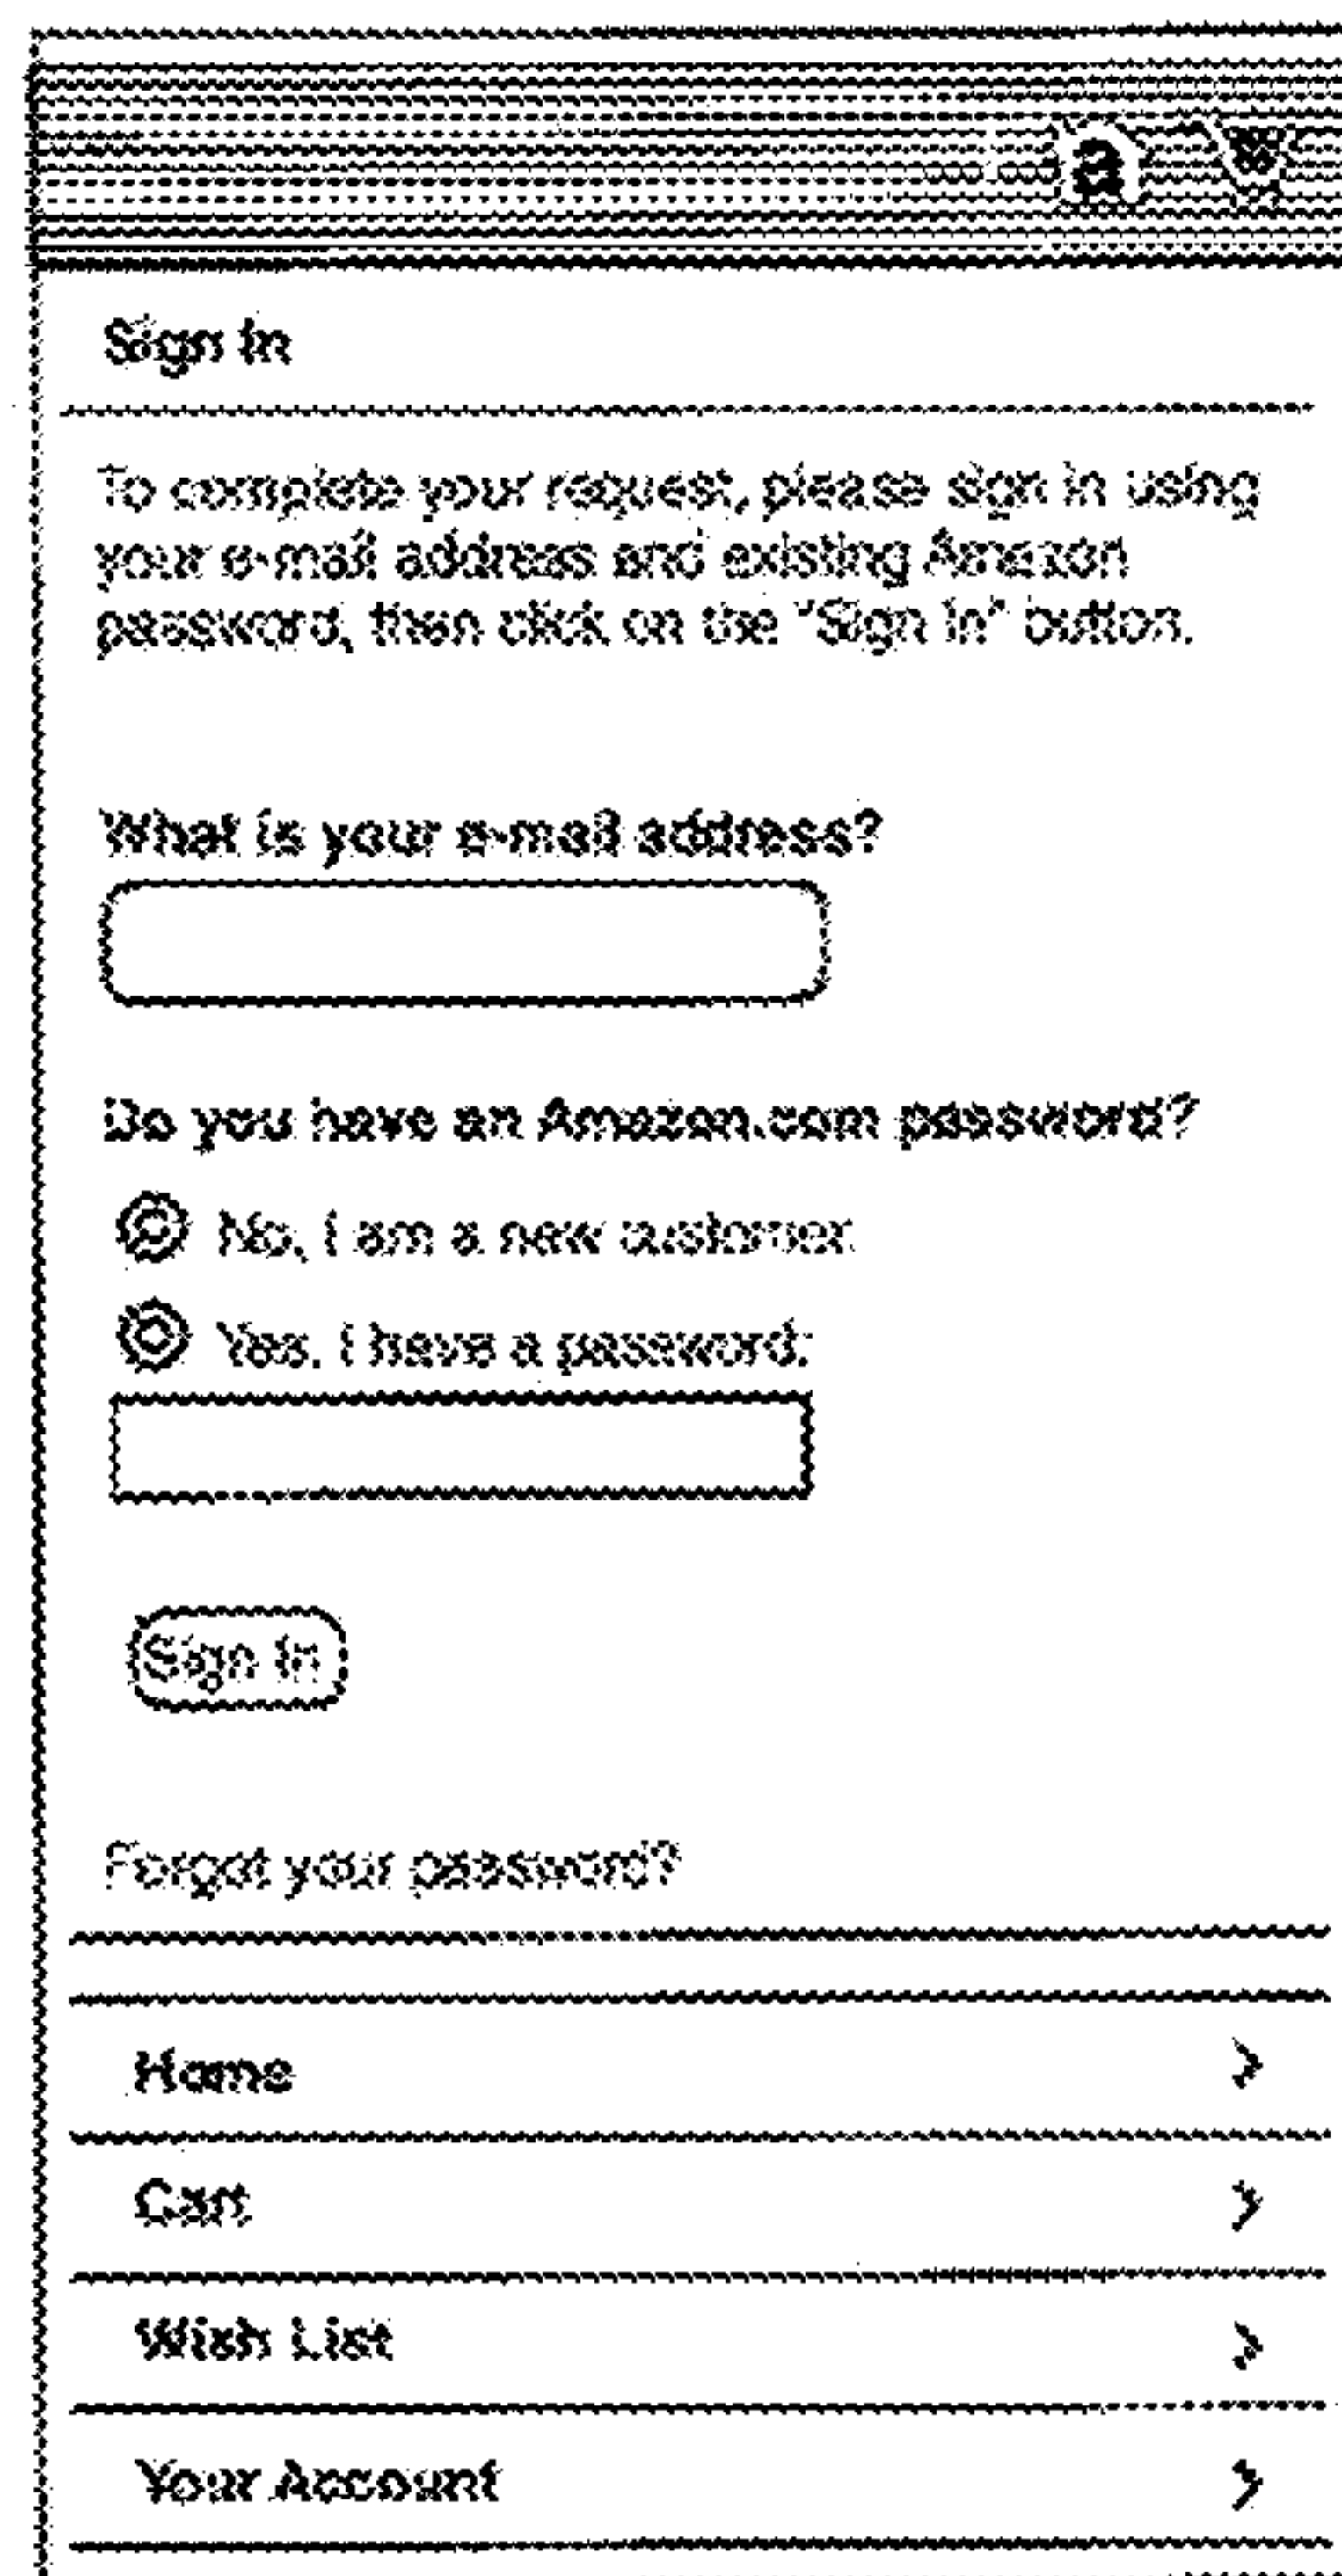 a
Sign In
To complete your request, please sign in using
your e-mail address and existing Amazon
password, then click on the "Sign In" button.
What is your e-mail address?
Do you have an Amazon.com password?
No, I am a new customer.
Yes, I have a password:
Sign In
Forgot your password?
Home
Cart
Wish List
Your Account